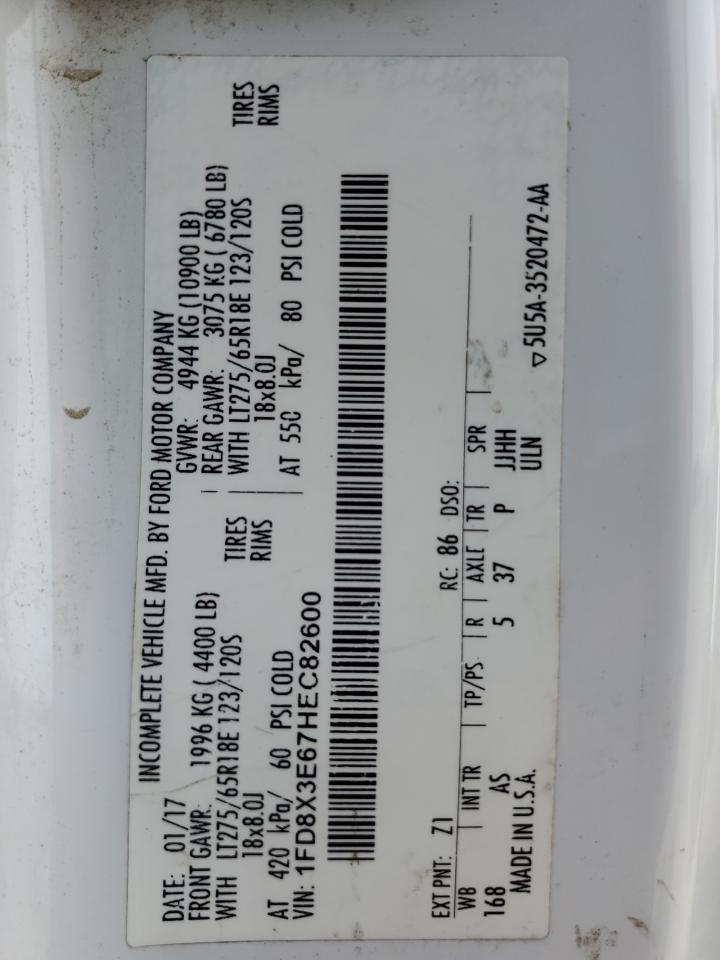 INCOMPLETE VEHICLE MFD. BY FORD MOTOR COMPANY
DATE: 01/17 GVWR: 4944 KG (10900 LB)
FRONT GAWR: 1996 KG ( 4400 LB) REAR GAWR: 3075 KG ( 6780 LB)
WITH LT275/65R18E 123/120S TIRES WITH LT275/65R18E 123/120S TIRES
18x8.0J RIMS 18x8.0J RIMS
AT 420 kPa/ 60 PSI COLD AT 550 kPa/ 80 PSI COLD
VIN: 1FD8X3E67HEC82600
EXT PNT: Z1 RC: 86 DSO:
WB INT TR TP/PS R AXLE TR SPR
168 AS 5 37 P JJHH
MADE IN U.S.A. ULN
▽5U5A-3520472-AA